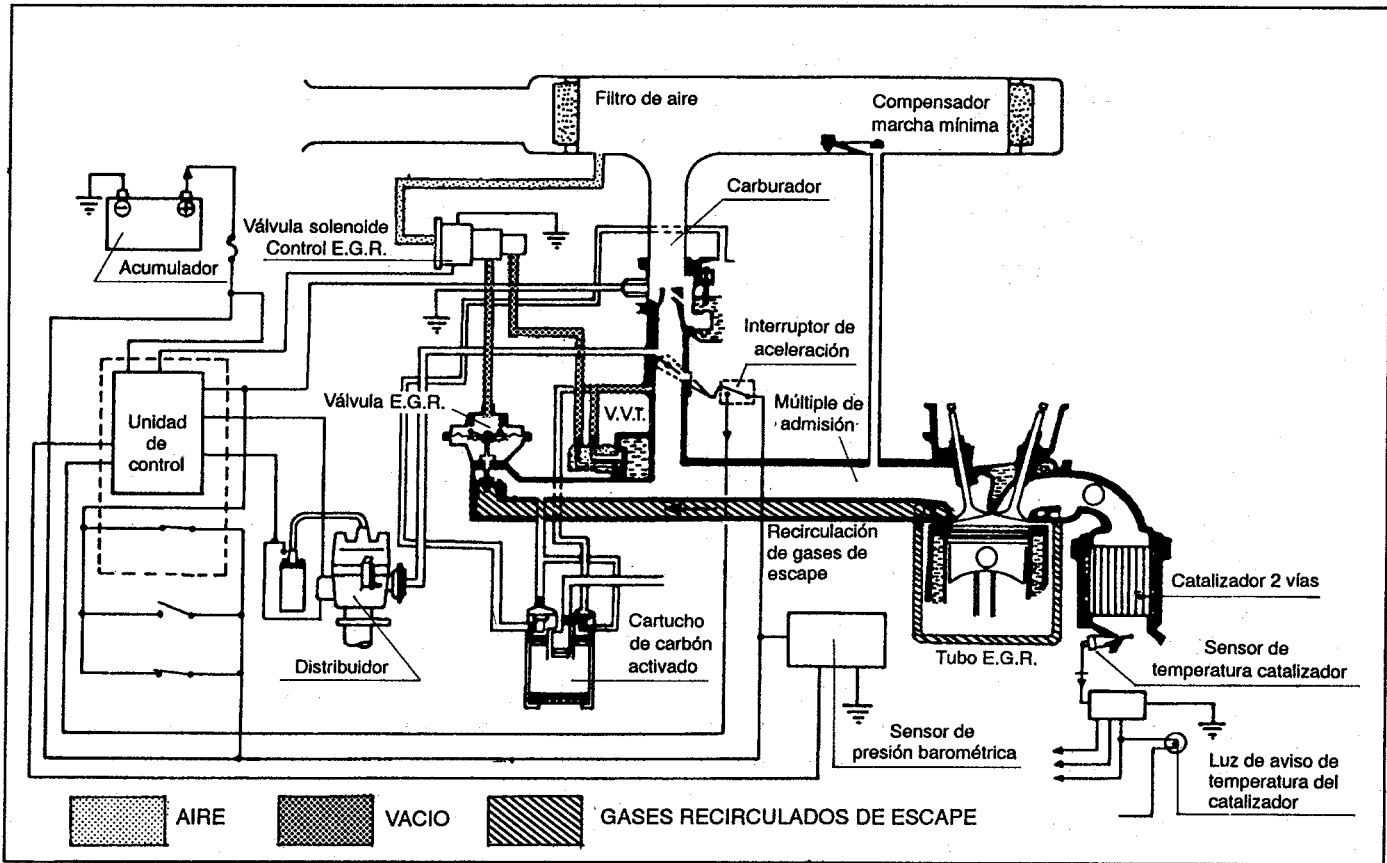 Filtro de aire
Compensador
marcha mínima
Carburador
Válvula solenoide
Control E.G.R.
Acumulador
Interruptor de
aceleración
Válvula E.G.R.
V.V.T.
Múltiple de
admisión
Unidad
de
control
Recirculación
de gases de
escape
Catalizador 2 vías
Cartucho
de carbón
activado
Distribuidor
Tubo E.G.R.
Sensor de
temperatura catalizador
Sensor de
presión barométrica
Luz de aviso de
temperatura del
catalizador
AIRE
VACIO
GASES RECIRCULADOS DE ESCAPE